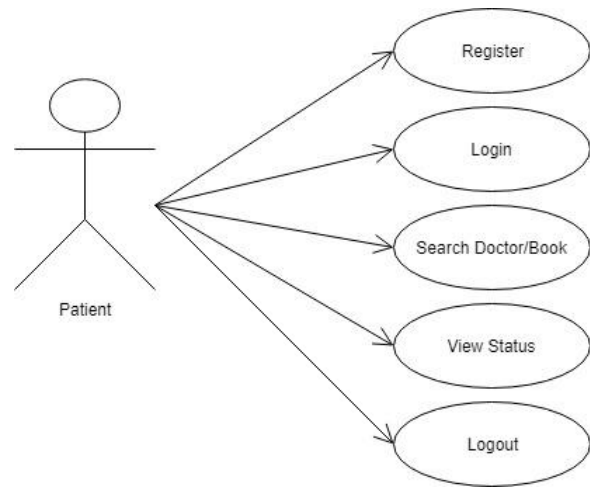 Register
Login
Search Doctor/Book
Patient
View Status
Logout